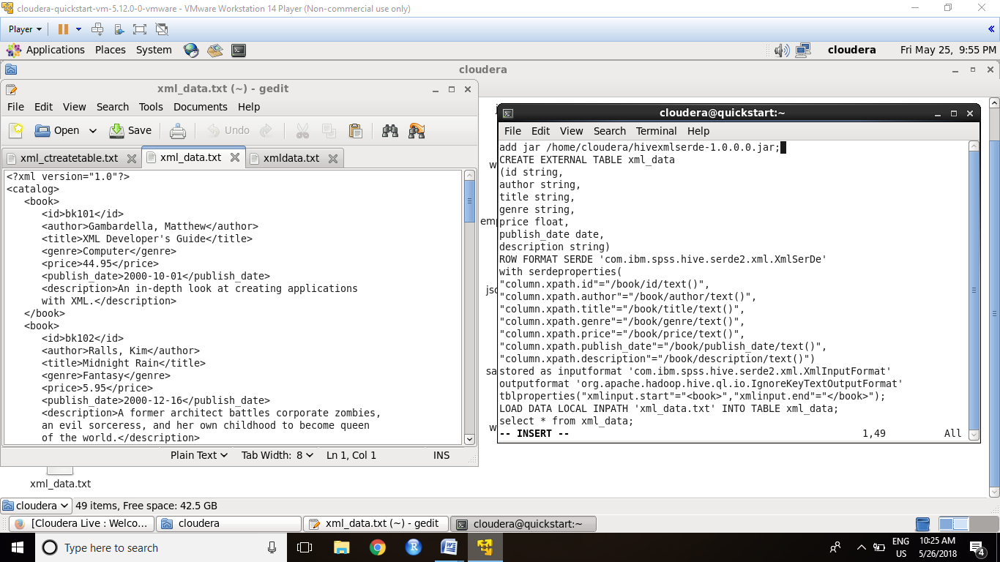 cloudera-quickstart-vm-5.12.0-0-vmware - VMware Workstation 14 Player (Non-commercial use only)
Player
Applications Places System cloudera Fri May 25, 9:55 PM
cloudera
xml_data.txt (~) - gedit
File Edit View Search Tools Documents Help
Open Save Undo
xml_ctreatetable.txt xml_data.txt xmldata.txt
<?xml version="1.0"?>
<catalog>
<book>
<id>bk101</id>
<author>Gambardella, Matthew</author>
<title>XML Developer's Guide</title>
<genre>Computer</genre>
<price>44.95</price>
<publish_date>2000-10-01</publish_date>
<description>An in-depth look at creating applications
with XML.</description>
</book>
<book>
<id>bk102</id>
<author>Ralls, Kim</author>
<title>Midnight Rain</title>
<genre>Fantasy</genre>
<price>5.95</price>
<publish_date>2000-12-16</publish_date>
<description>A former architect battles corporate zombies,
an evil sorceress, and her own childhood to become queen
of the world.</description>
Plain Text Tab Width: 8 Ln 1, Col 1 INS
cloudera@quickstart:~
File Edit View Search Terminal Help
add jar /home/cloudera/hivexmlserde-1.0.0.0.jar;
CREATE EXTERNAL TABLE xml_data
(id string,
author string,
title string,
genre string,
price float,
publish_date date,
description string)
ROW FORMAT SERDE 'com.ibm.spss.hive.serde2.xml.XmlSerDe'
with serdeproperties(
"column.xpath.id"="/book/id/text()",
"column.xpath.author"="/book/author/text()",
"column.xpath.title"="/book/title/text()",
"column.xpath.genre"="/book/genre/text()",
"column.xpath.price"="/book/price/text()",
"column.xpath.publish_date"="/book/publish_date/text()",
"column.xpath.description"="/book/description/text()")
stored as inputformat 'com.ibm.spss.hive.serde2.xml.XmlInputFormat'
outputformat 'org.apache.hadoop.hive.ql.io.IgnoreKeyTextOutputFormat'
tblproperties("xmlinput.start"="<book>","xmlinput.end"="</book>");
LOAD DATA LOCAL INPATH 'xml_data.txt' INTO TABLE xml_data;
select * from xml_data;
-- INSERT -- 1,49 All
xml_data.txt
cloudera 49 items, Free space: 42.5 GB
[Cloudera Live : Welco... cloudera xml_data.txt (~) - gedit cloudera@quickstart:~
Type here to search
ENG
US
10:25 AM
5/26/2018
4